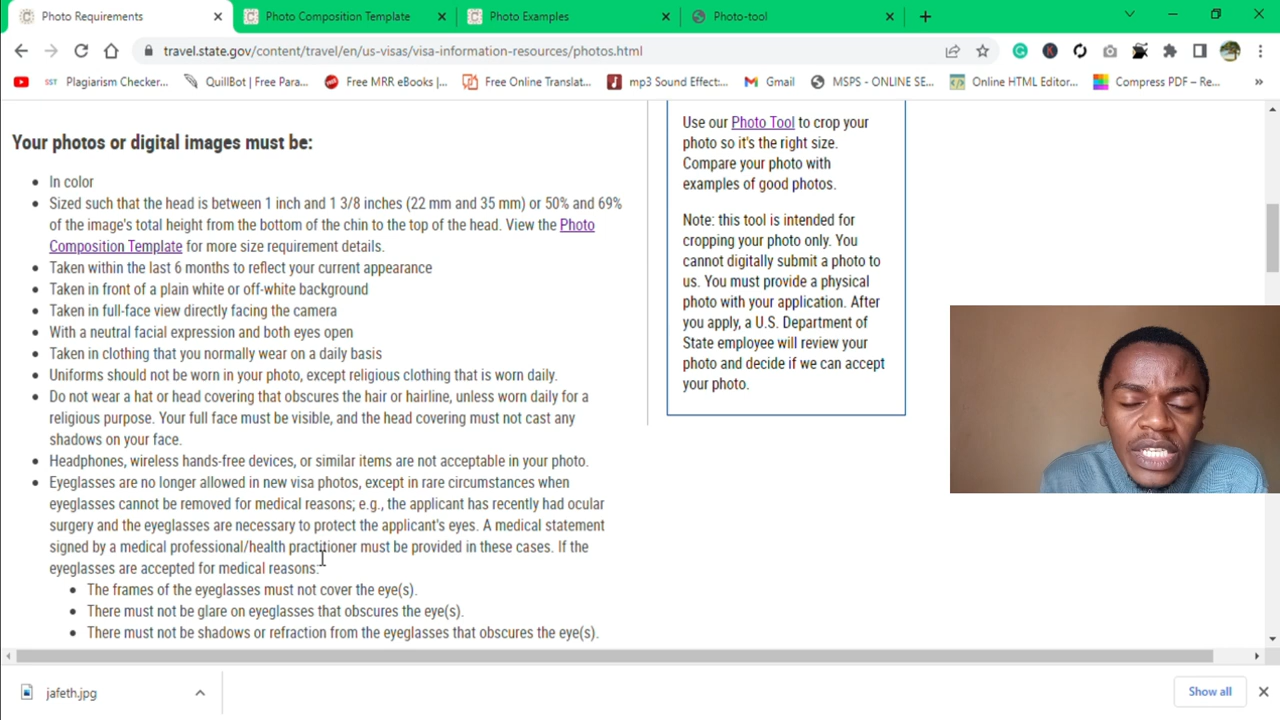 Photo Requirements
Photo Composition Template
Photo Examples
Photo-tool
travel.state.gov/content/travel/en/us-visas/visa-information-resources/photos.html
SST Plagiarism Checker...
QuillBot | Free Para...
Free MRR eBooks |...
Free Online Translat...
mp3 Sound Effect:...
Gmail
MSPS - ONLINE SE...
Online HTML Editor...
Compress PDF – Re...
Your photos or digital images must be:
In color
Sized such that the head is between 1 inch and 1 3/8 inches (22 mm and 35 mm) or 50% and 69%
of the image's total height from the bottom of the chin to the top of the head. View the Photo
Composition Template for more size requirement details.
Taken within the last 6 months to reflect your current appearance
Taken in front of a plain white or off-white background
Taken in full-face view directly facing the camera
With a neutral facial expression and both eyes open
Taken in clothing that you normally wear on a daily basis
Uniforms should not be worn in your photo, except religious clothing that is worn daily.
Do not wear a hat or head covering that obscures the hair or hairline, unless worn daily for a
religious purpose. Your full face must be visible, and the head covering must not cast any
shadows on your face.
Headphones, wireless hands-free devices, or similar items are not acceptable in your photo.
Eyeglasses are no longer allowed in new visa photos, except in rare circumstances when
eyeglasses cannot be removed for medical reasons; e.g., the applicant has recently had ocular
surgery and the eyeglasses are necessary to protect the applicant's eyes. A medical statement
signed by a medical professional/health practitioner must be provided in these cases. If the
eyeglasses are accepted for medical reasons:
The frames of the eyeglasses must not cover the eye(s).
There must not be glare on eyeglasses that obscures the eye(s).
There must not be shadows or refraction from the eyeglasses that obscures the eye(s).
Use our Photo Tool to crop your
photo so it's the right size.
Compare your photo with
examples of good photos.
Note: this tool is intended for
cropping your photo only. You
cannot digitally submit a photo to
us. You must provide a physical
photo with your application. After
you apply, a U.S. Department of
State employee will review your
photo and decide if we can accept
your photo.
jafeth.jpg
Show all